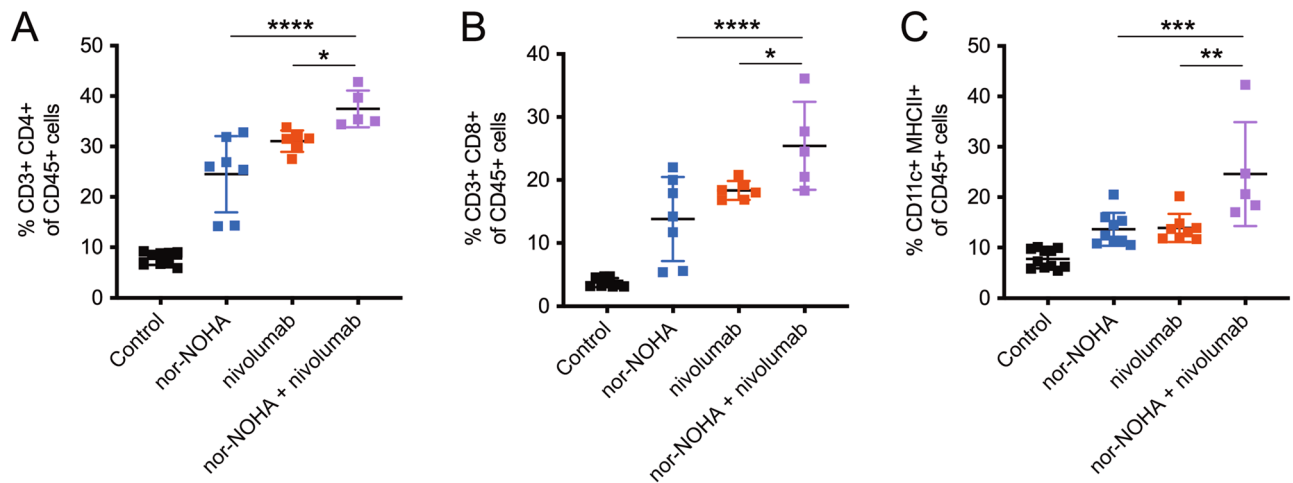 A
% CD3+ CD4+
of CD45+ cells
50
40
30
20
10
0
****
*
Control
nor-NOHA
nivolumab
nor-NOHA + nivolumab
B
% CD3+ CD8+
of CD45+ cells
40
30
20
10
0
****
*
Control
nor-NOHA
nivolumab
nor-NOHA + nivolumab
C
% CD11c+ MHCII+
of CD45+ cells
50
40
30
20
10
0
***
**
Control
nor-NOHA
nivolumab
nor-NOHA + nivolumab